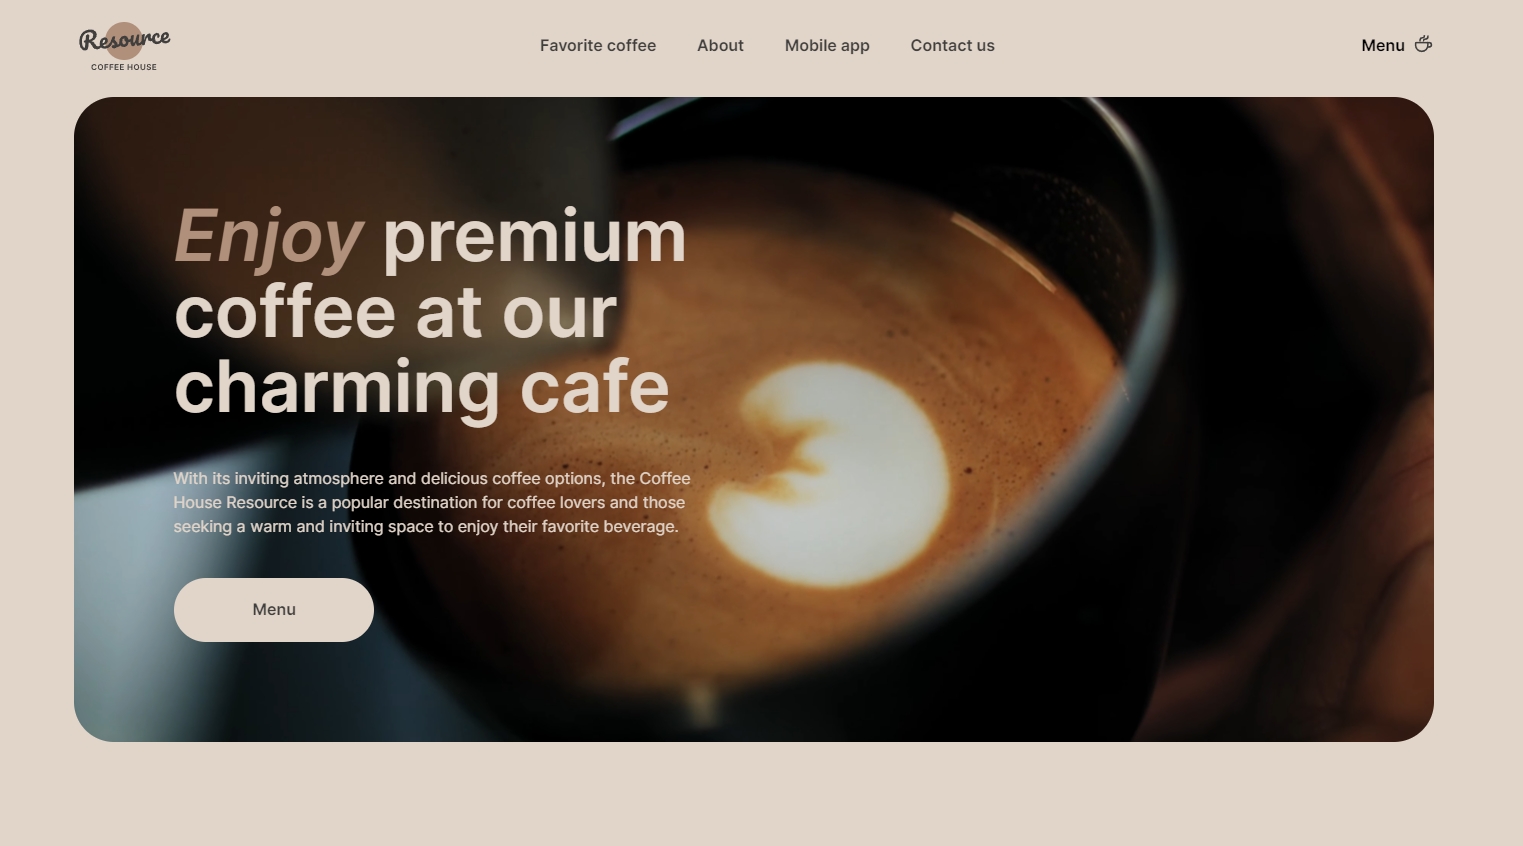 Resource
COFFEE HOUSE
Favorite coffee
About
Mobile app
Contact us
Menu
Enjoy premium
coffee at our
charming cafe
With its inviting atmosphere and delicious coffee options, the Coffee
House Resource is a popular destination for coffee lovers and those
seeking a warm and inviting space to enjoy their favorite beverage.
Menu